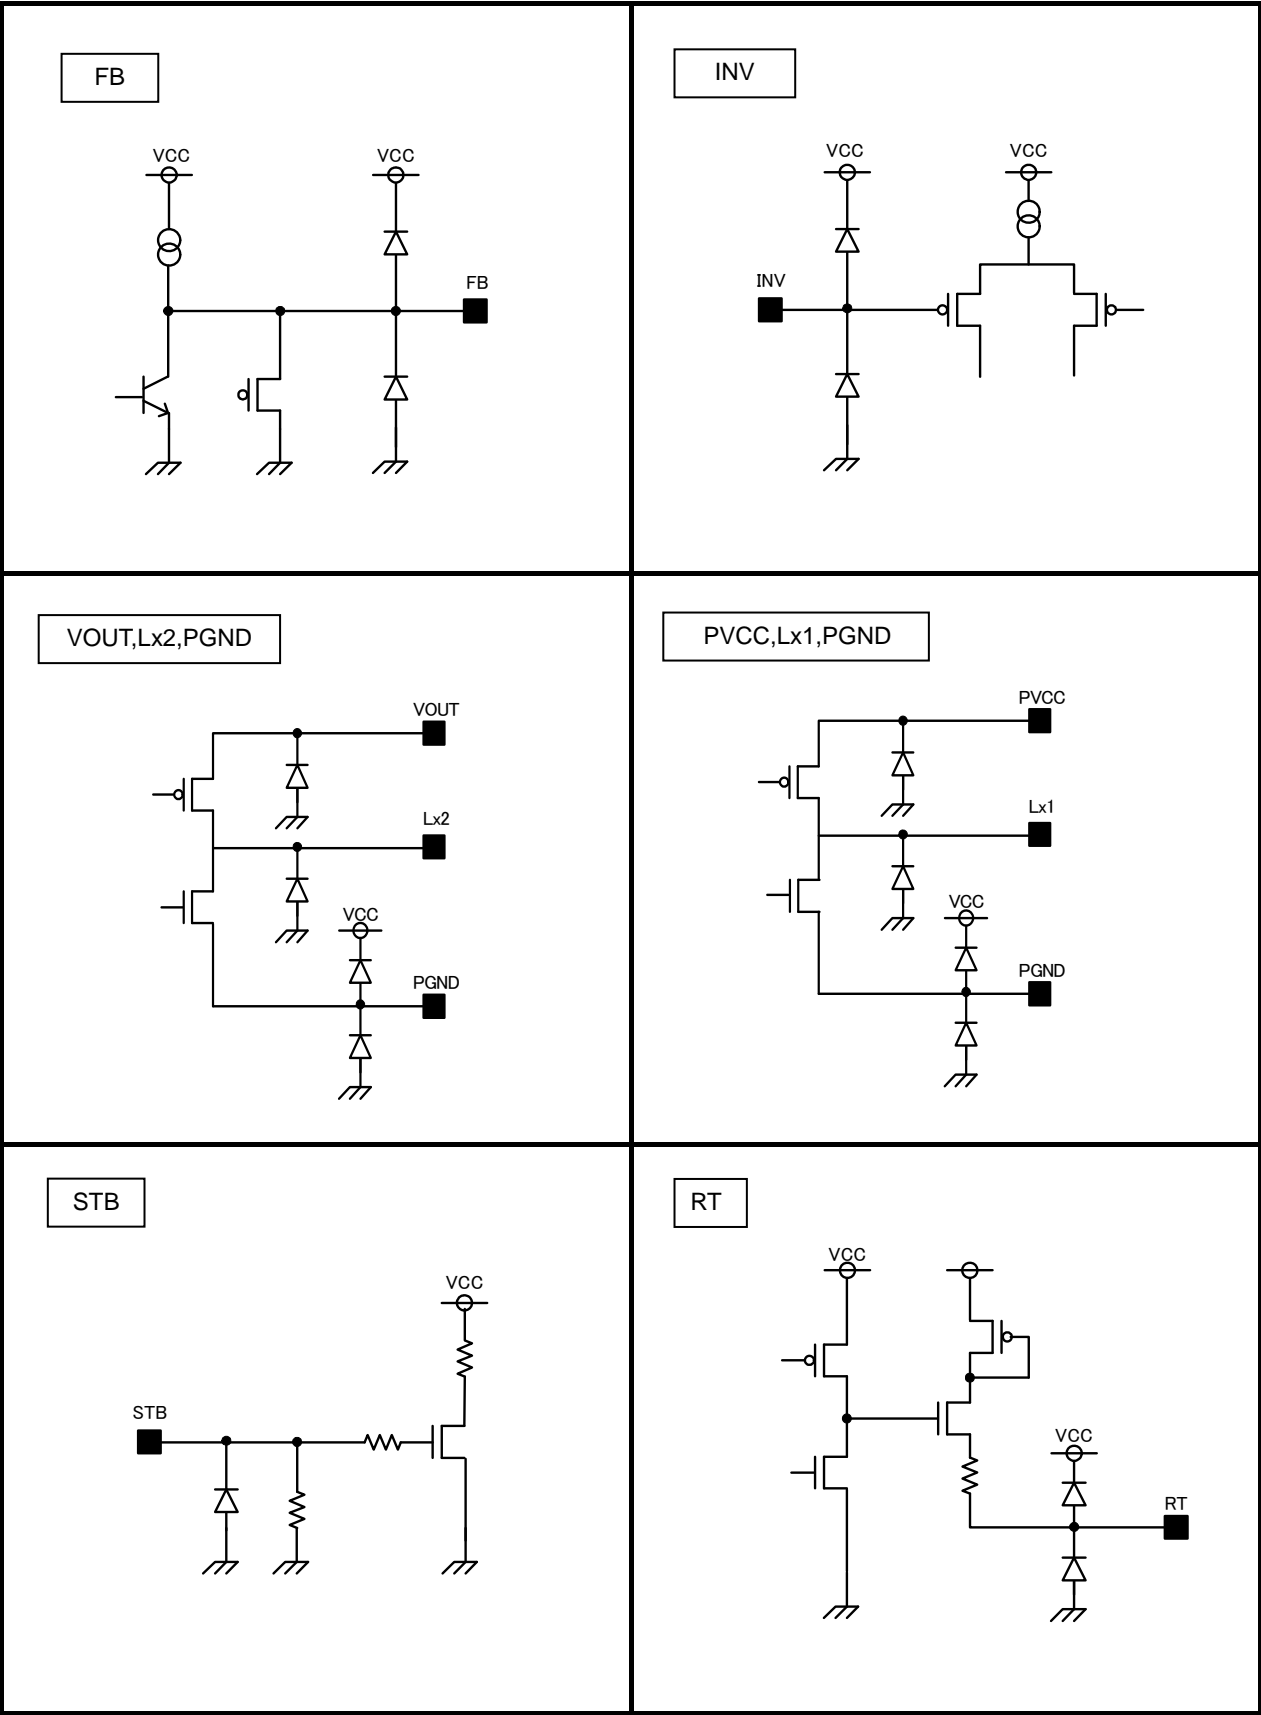 FB
VCC
VCC
FB
INV
VCC
VCC
INV
VOUT,Lx2,PGND
VOUT
Lx2
VCC
PGND
PVCC,Lx1,PGND
PVCC
Lx1
VCC
PGND
STB
VCC
STB
RT
VCC
VCC
RT